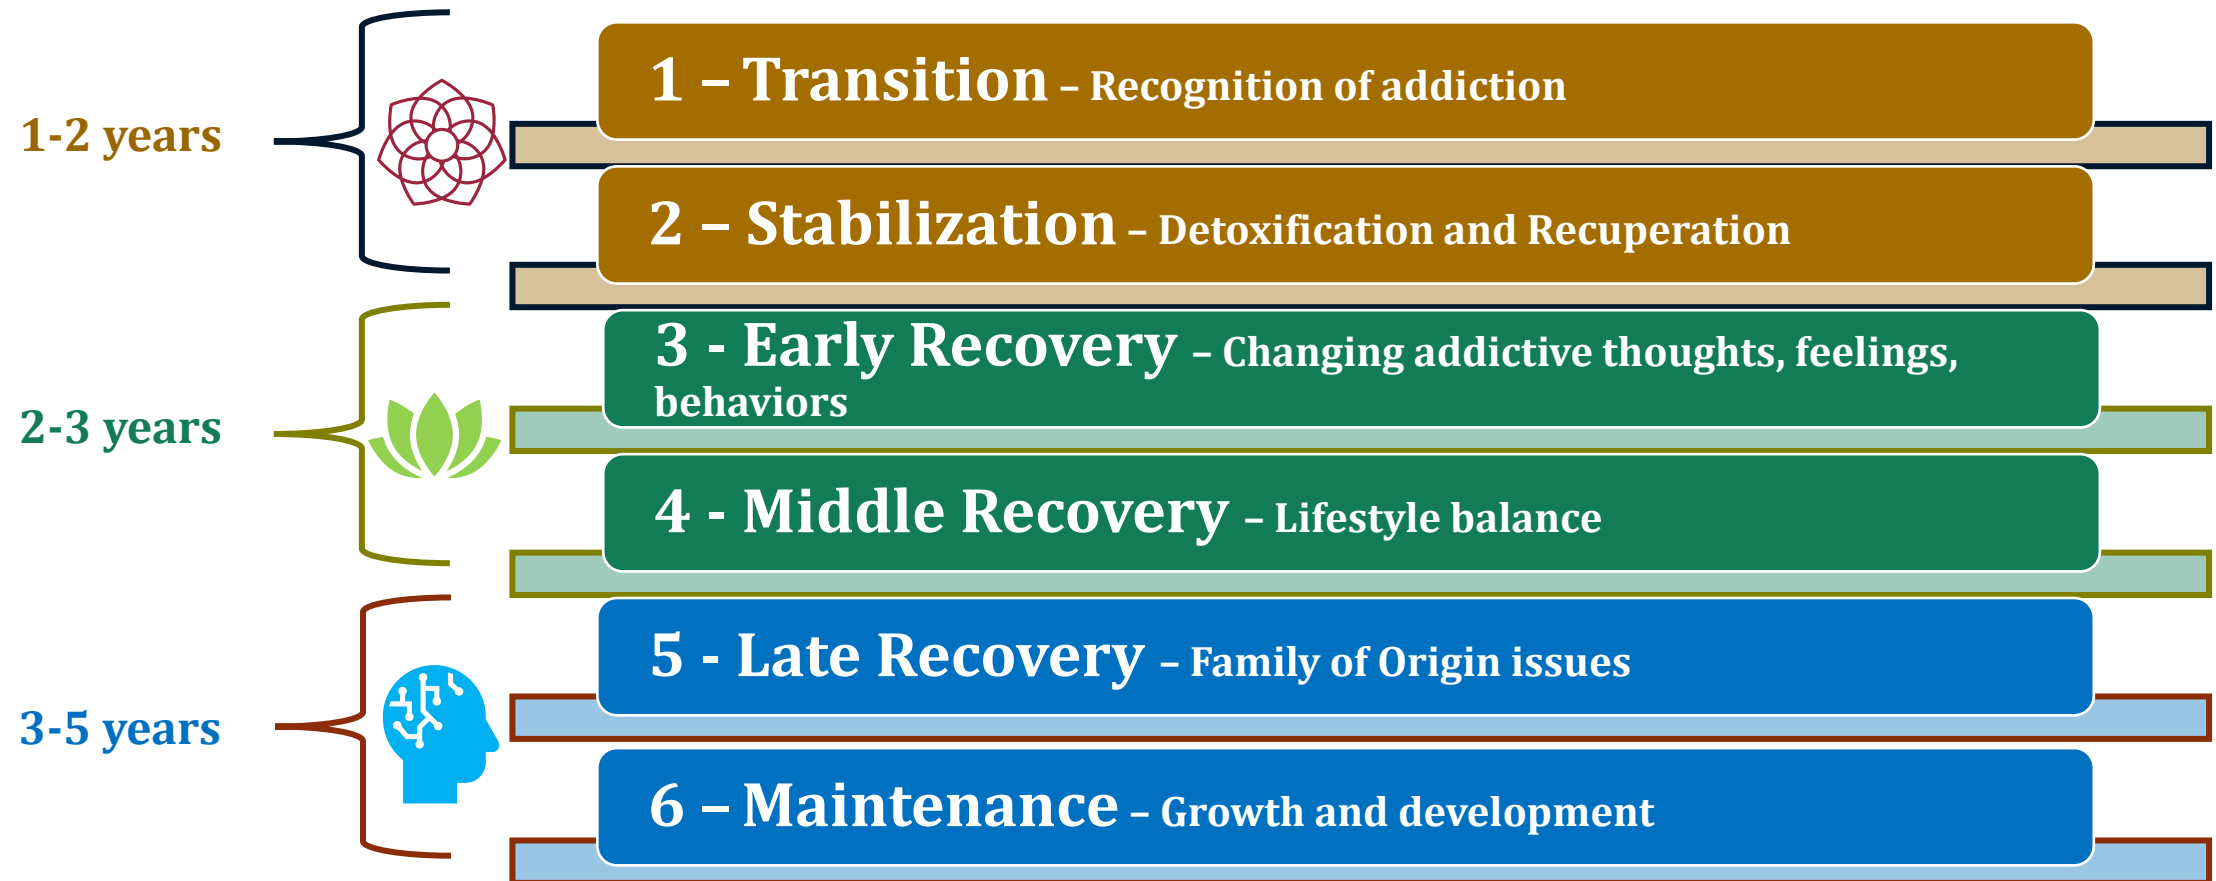 1-2 years
1 – Transition – Recognition of addiction
2 – Stabilization – Detoxification and Recuperation
2-3 years
3 - Early Recovery – Changing addictive thoughts, feelings,
behaviors
4 - Middle Recovery – Lifestyle balance
3-5 years
5 - Late Recovery – Family of Origin issues
6 – Maintenance – Growth and development